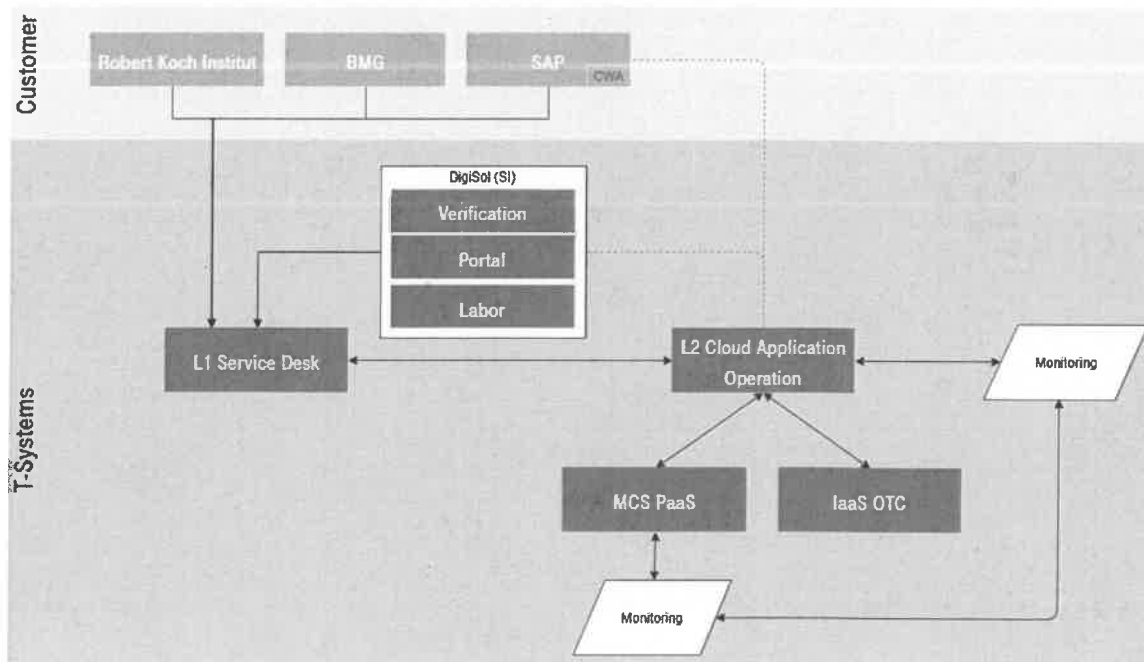 Customer
Robert Koch Institut
BMG
SAP
CWA
DigiSol (SI)
Verification
Portal
Labor
T-Systems
L1 Service Desk
L2 Cloud Application
Operation
Monitoring
MCS PaaS
IaaS OTC
Monitoring